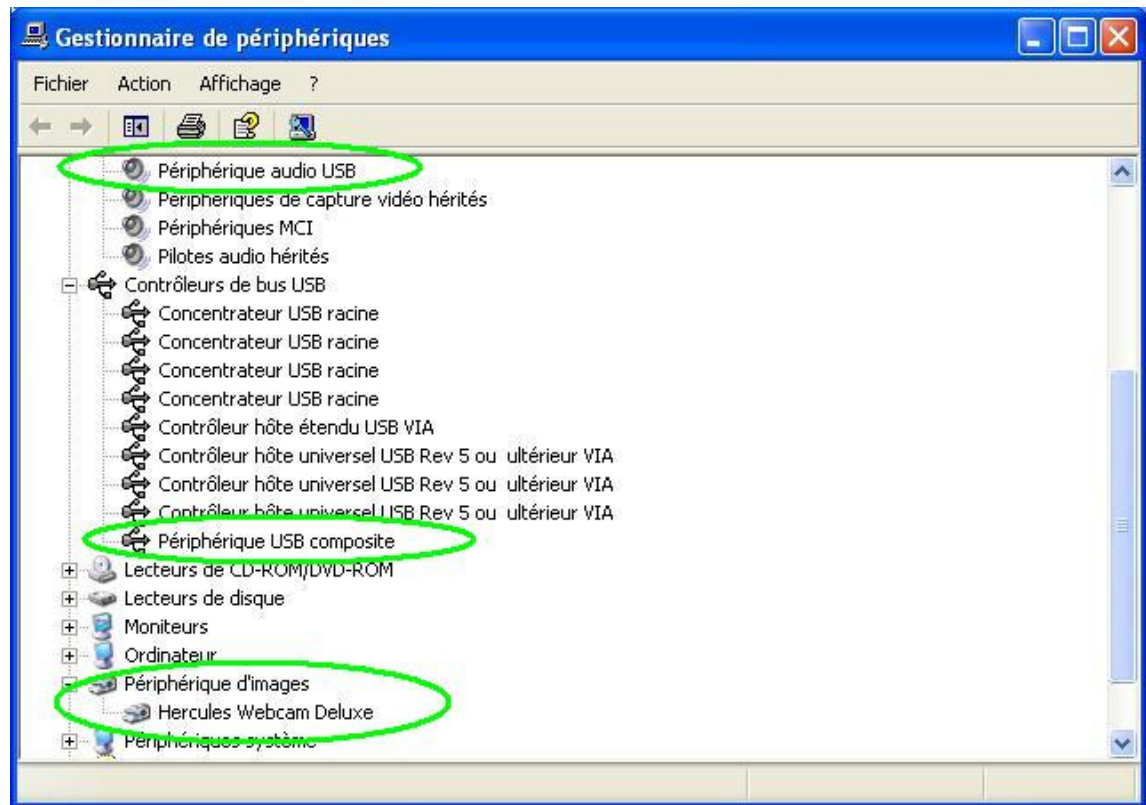 Gestionnaire de périphériques
Fichier Action Affichage ?
Périphérique audio USB
Périphériques de capture vidéo hérités
Périphériques MCI
Pilotes audio hérités
Contrôleurs de bus USB
Concentrateur USB racine
Concentrateur USB racine
Concentrateur USB racine
Concentrateur USB racine
Contrôleur hôte étendu USB VIA
Contrôleur hôte universel USB Rev 5 ou ultérieur VIA
Contrôleur hôte universel USB Rev 5 ou ultérieur VIA
Contrôleur hôte universel USB Rev 5 ou ultérieur VIA
Périphérique USB composite
Lecteurs de CD-ROM/DVD-ROM
Lecteurs de disque
Moniteurs
Ordinateur
Périphérique d'images
Hercules Webcam Deluxe
Périphériques système